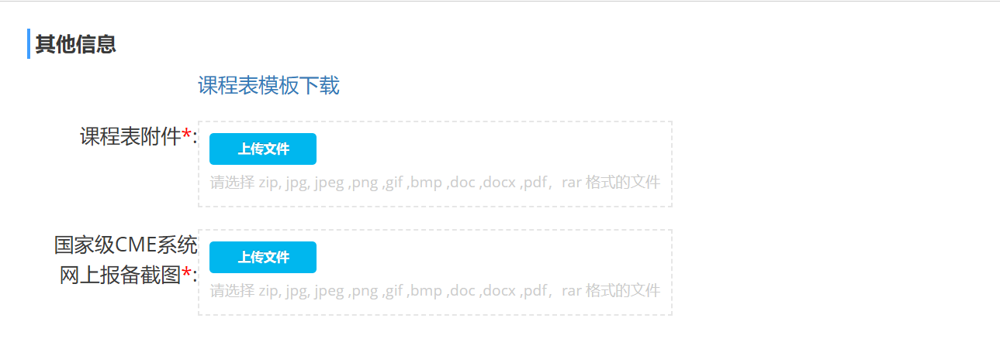 其他信息
课程表模板下载
课程表附件*:
上传文件
请选择 zip, jpg, jpeg ,png ,gif ,bmp ,doc ,docx ,pdf，rar 格式的文件
国家级CME系统
网上报备截图*:
上传文件
请选择 zip, jpg, jpeg ,png ,gif ,bmp ,doc ,docx ,pdf，rar 格式的文件